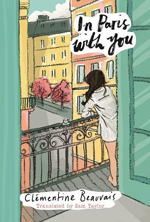 In Paris
with you
Clémentine Beauvais
Translated by Sam Taylor